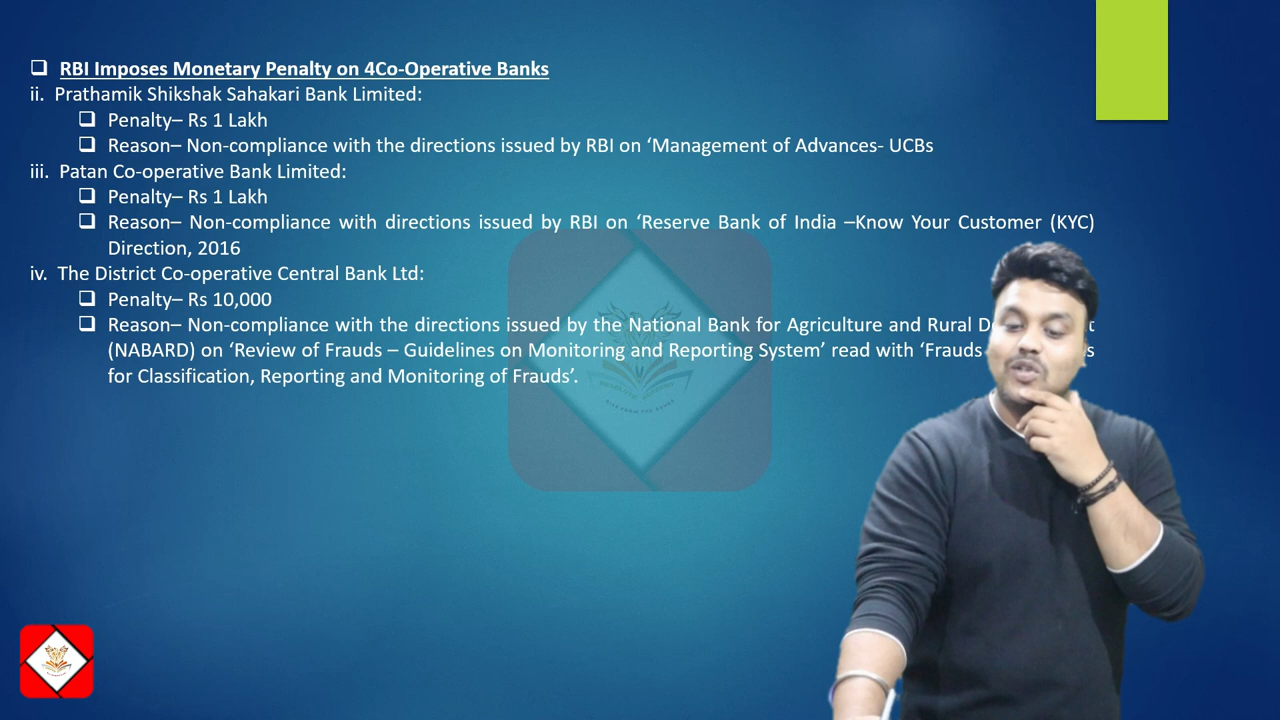 RBI Imposes Monetary Penalty on 4Co-Operative Banks
ii. Prathamik Shikshak Sahakari Bank Limited:
Penalty– Rs 1 Lakh
Reason– Non-compliance with the directions issued by RBI on ‘Management of Advances- UCBs
iii. Patan Co-operative Bank Limited:
Penalty– Rs 1 Lakh
Reason– Non-compliance with directions issued by RBI on ‘Reserve Bank of India –Know Your Customer (KYC)
Direction, 2016
iv. The District Co-operative Central Bank Ltd:
Penalty– Rs 10,000
Reason– Non-compliance with the directions issued by the National Bank for Agriculture and Rural
(NABARD) on ‘Review of Frauds – Guidelines on Monitoring and Reporting System’ read with ‘Frauds
for Classification, Reporting and Monitoring of Frauds’.